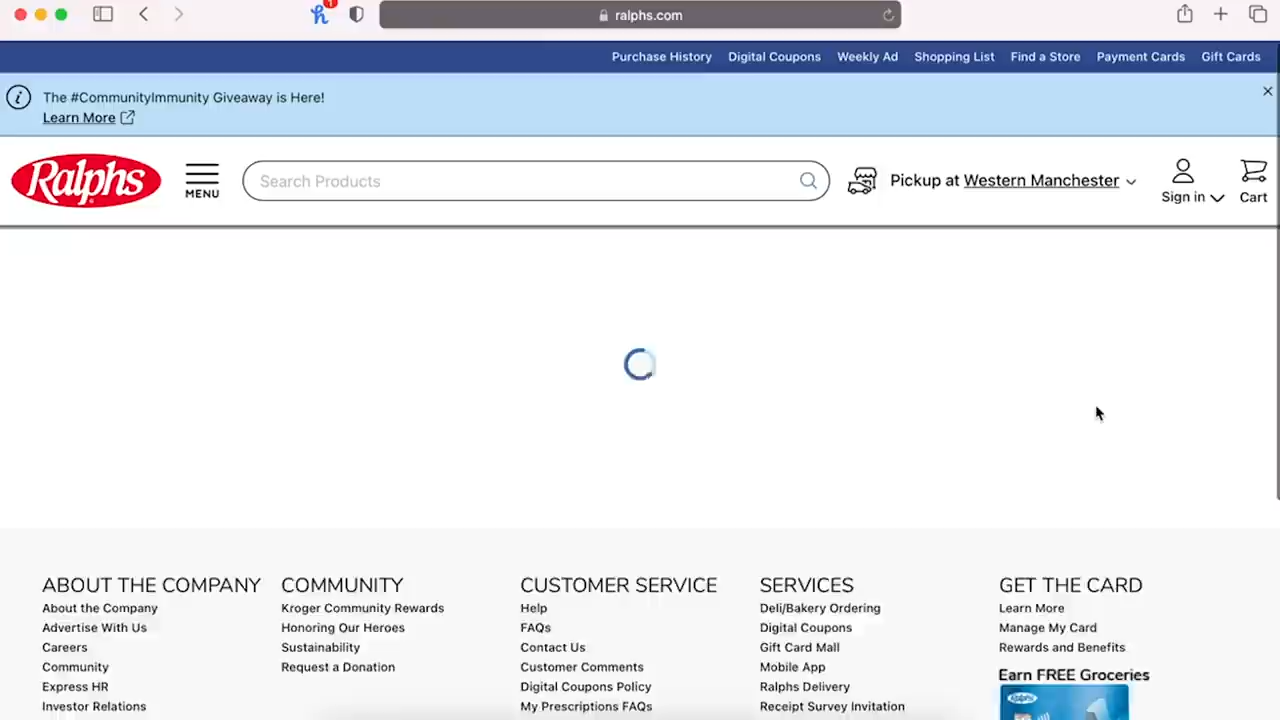 1
ralphs.com
Purchase History Digital Coupons Weekly Ad Shopping List Find a Store Payment Cards Gift Cards
The #CommunityImmunity Giveaway is Here!
Learn More
Ralphs
MENU
Search Products
Pickup at Western Manchester
Sign in
Cart
ABOUT THE COMPANY
About the Company
Advertise With Us
Careers
Community
Express HR
Investor Relations
COMMUNITY
Kroger Community Rewards
Honoring Our Heroes
Sustainability
Request a Donation
CUSTOMER SERVICE
Help
FAQs
Contact Us
Customer Comments
Digital Coupons Policy
My Prescriptions FAQs
SERVICES
Deli/Bakery Ordering
Digital Coupons
Gift Card Mall
Mobile App
Ralphs Delivery
Receipt Survey Invitation
GET THE CARD
Learn More
Manage My Card
Rewards and Benefits
Earn FREE Groceries
Ralphs